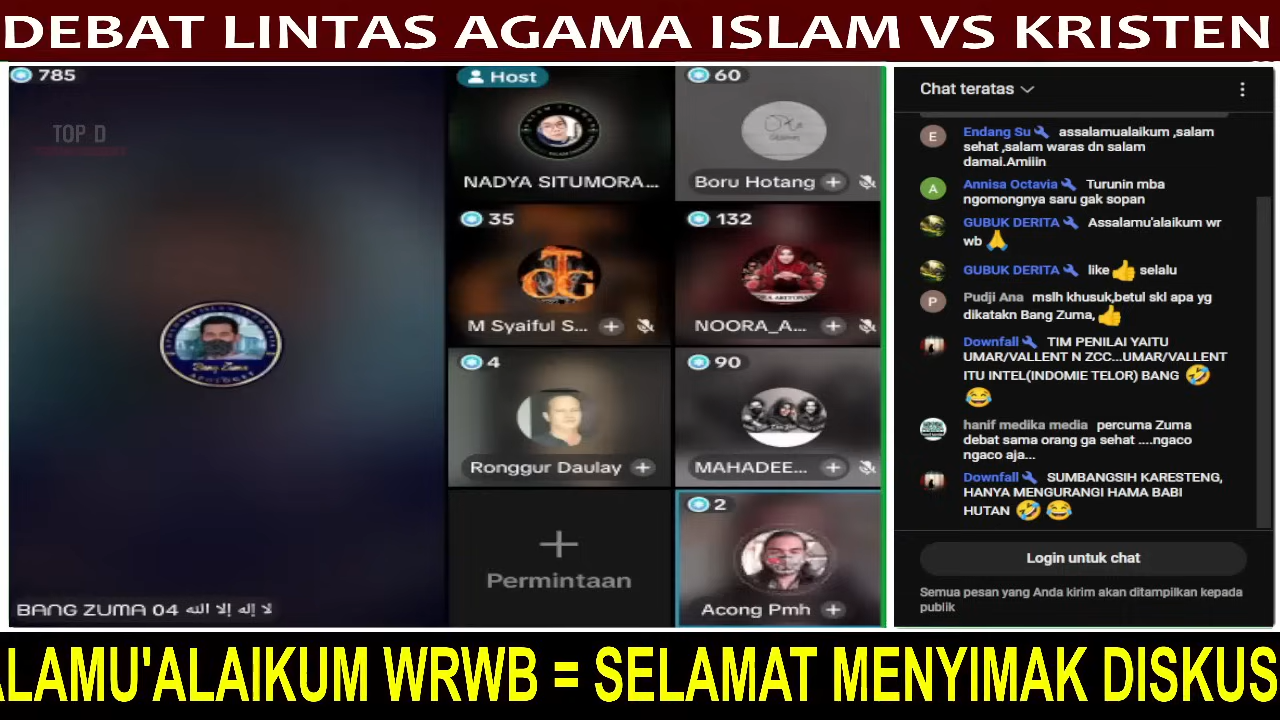 DEBAT LINTAS AGAMA ISLAM VS KRISTEN
785
TOP D
BANG ZUMA 04 لا إله إلا الله
Host
NADYA SITUMORA...
60
Boru Hotang
35
M Syaiful S...
132
NOORA_A...
4
Ronggur Daulay
90
MAHADEE...
Permintaan
2
Acong Pmh
Bang Zuma
Chat teratas
Endang Su assalamualaikum ,salam
sehat ,salam waras dn salam
damai.Amiiin
Annisa Octavia Turunin mba
ngomongnya saru gak sopan
GUBUK DERITA Assalamu'alaikum wr
wb 🙏
GUBUK DERITA like 👍 selalu
Pudji Ana mslh khusuk,betul skl apa yg
dikatakn Bang Zuma, 👍
Downfall TIM PENILAI YAITU
UMAR/VALLENT N ZCC...UMAR/VALLENT
ITU INTEL(INDOMIE TELOR) BANG 🤣
😂
hanif medika media percuma Zuma
debat sama orang ga sehat ....ngaco
ngaco aja...
Downfall SUMBANGSIH KARESTENG,
HANYA MENGURANGI HAMA BABI
HUTAN 🤣 😂
Login untuk chat
Semua pesan yang Anda kirim akan ditampilkan kepada
publik
ALAMU'ALAIKUM WRWB = SELAMAT MENYIMAK DISKUS